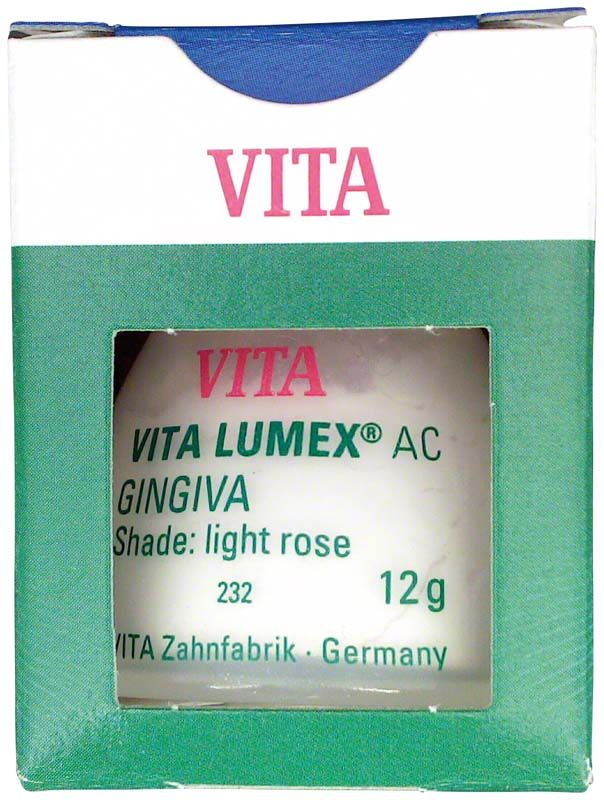 VITA
VITA
VITA LUMEX® AC
GINGIVA
Shade: light rose
232 12g
VITA Zahnfabrik · Germany